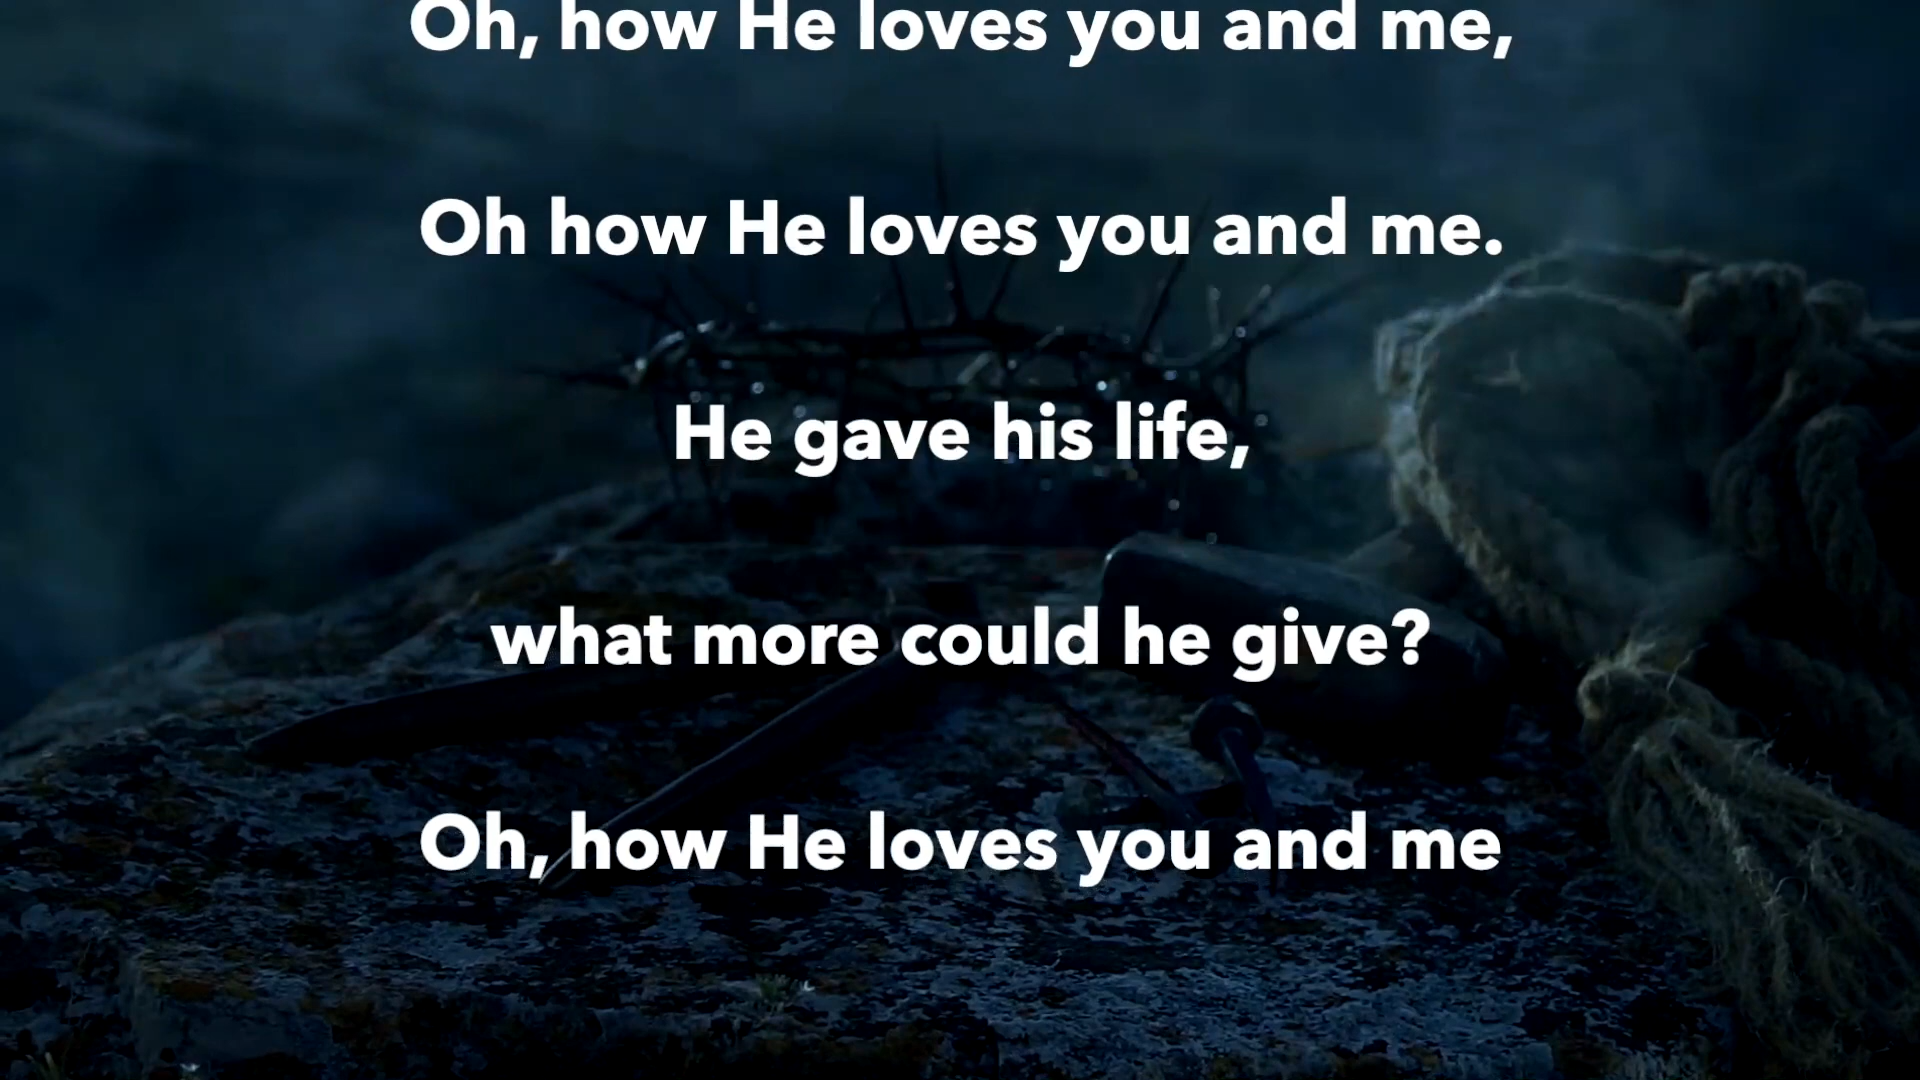 Oh, how He loves you and me,
Oh how He loves you and me.
He gave his life,
what more could he give?
Oh, how He loves you and me